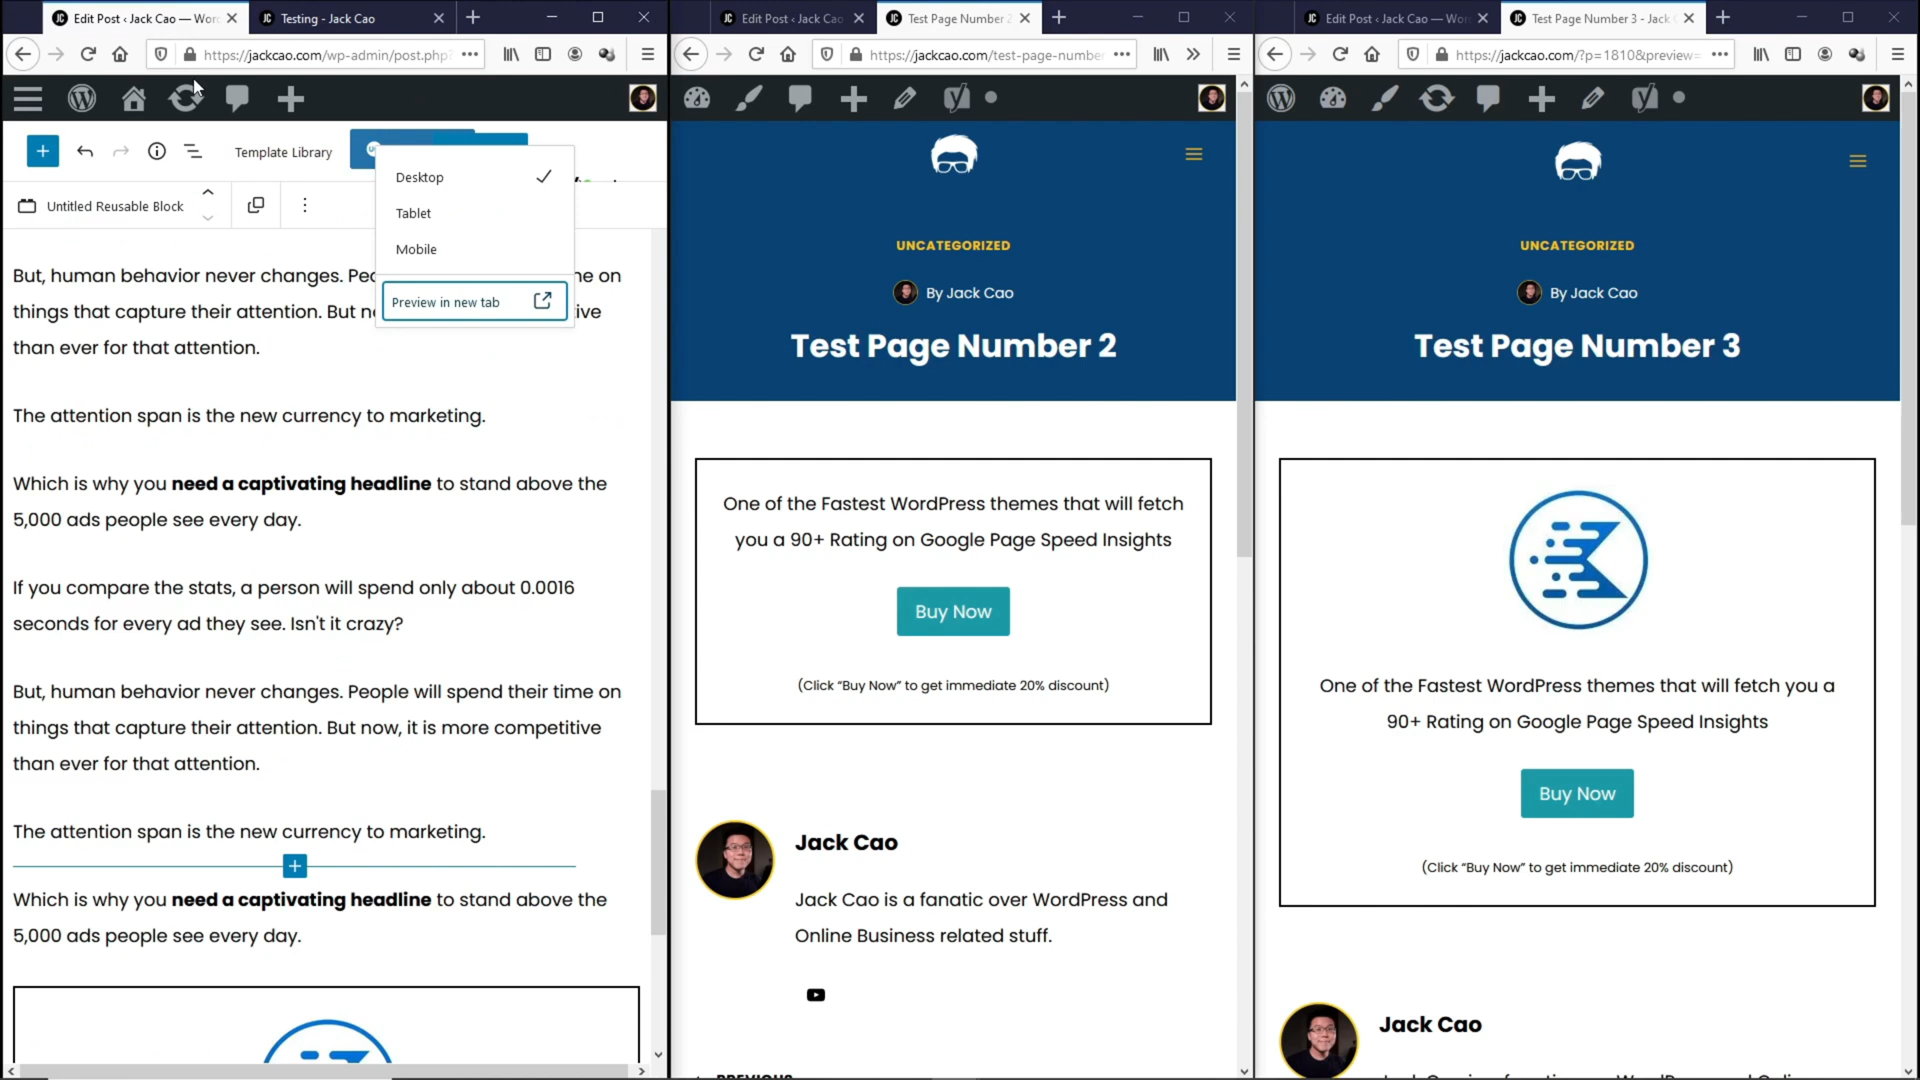 Edit Post ‹ Jack Cao — Wor
Testing - Jack Cao
https://jackcao.com/wp-admin/post.php?
Template Library
Untitled Reusable Block
Desktop
Tablet
Mobile
Preview in new tab
But, human behavior never changes.
me on
things that capture their attention. But
ive
than ever for that attention.
The attention span is the new currency to marketing.
Which is why you need a captivating headline to stand above the
5,000 ads people see every day.
If you compare the stats, a person will spend only about 0.0016
seconds for every ad they see. Isn't it crazy?
But, human behavior never changes. People will spend their time on
things that capture their attention. But now, it is more competitive
than ever for that attention.
The attention span is the new currency to marketing.
Which is why you need a captivating headline to stand above the
5,000 ads people see every day.
Edit Post ‹ Jack Cao
Test Page Number 2
https://jackcao.com/test-page-number
UNCATEGORIZED
By Jack Cao
Test Page Number 2
One of the Fastest WordPress themes that will fetch
you a 90+ Rating on Google Page Speed Insights
Buy Now
(Click “Buy Now” to get immediate 20% discount)
Jack Cao
Jack Cao is a fanatic over WordPress and
Online Business related stuff.
PREVIOUS
Edit Post ‹ Jack Cao — Wor
Test Page Number 3 - Jack
https://jackcao.com/?p=1810&preview=
UNCATEGORIZED
By Jack Cao
Test Page Number 3
One of the Fastest WordPress themes that will fetch you a
90+ Rating on Google Page Speed Insights
Buy Now
(Click “Buy Now” to get immediate 20% discount)
Jack Cao